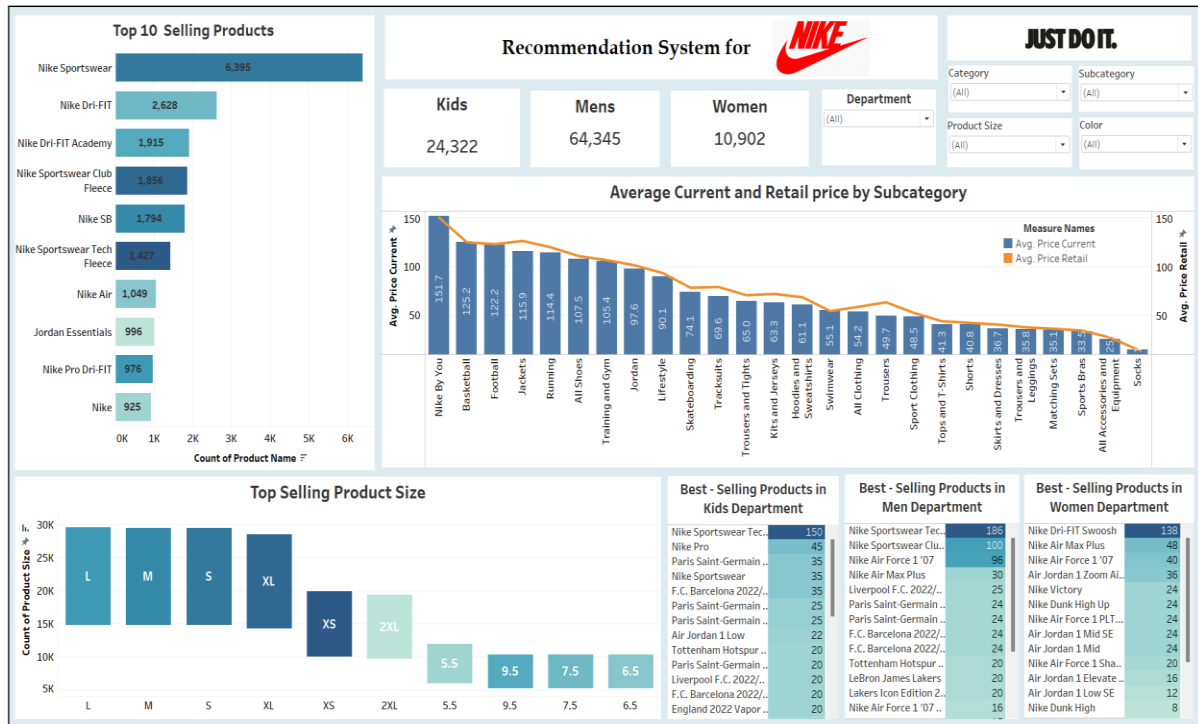 Top 10 Selling Products
Nike Sportswear
6,395
Nike Dri-FIT
2,628
Nike Dri-FIT Academy
1,915
Nike Sportswear Club
Fleece
1,856
Nike SB
1,794
Nike Sportswear Tech
Fleece
1,427
Nike Air
1,049
Jordan Essentials
996
Nike Pro Dri-FIT
976
Nike
925
0K 1K 2K 3K 4K 5K 6K
Count of Product Name
Recommendation System for
NIKE
JUST DO IT.
Kids
24,322
Mens
64,345
Women
10,902
Department
(All)
Category
(All)
Subcategory
(All)
Product Size
(All)
Color
(All)
Average Current and Retail price by Subcategory
Avg. Price Current
150
100
50
Avg. Price Retail
150
100
50
Measure Names
Avg. Price Current
Avg. Price Retail
151.7
125.2
122.2
115.9
114.4
107.5
105.4
97.6
90.1
74.1
69.6
65.0
63.3
61.1
55.1
54.2
49.7
48.5
41.3
40.8
36.7
35.8
35.1
33.5
Nike By You
Basketball
Football
Jackets
Running
All Shoes
Training and Gym
Jordan
Lifestyle
Skateboarding
Tracksuits
Trousers and Tights
Kits and Jerseys
Hoodies and
Sweatshirts
Swimwear
All Clothing
Trousers
Sport Clothing
Tops and T-Shirts
Shorts
Skirts and Dresses
Trousers and
Leggings
Matching Sets
Sports Bras
All Accessories and
Equipment
Socks
Top Selling Product Size
Count of Product Size
30K
25K
20K
15K
10K
5K
L
M
S
XL
XS
2XL
5.5
9.5
7.5
6.5
L M S XL XS 2XL 5.5 9.5 7.5 6.5
Best - Selling Products in
Kids Department
Nike Sportswear Tec.. 150
Nike Pro 45
Paris Saint-Germain .. 35
Nike Sportswear 35
F.C. Barcelona 2022/.. 35
Paris Saint-Germain .. 25
Paris Saint-Germain .. 25
Air Jordan 1 Low 22
Tottenham Hotspur .. 20
Paris Saint-Germain .. 20
Liverpool F.C. 2022/.. 20
F.C. Barcelona 2022/.. 20
England 2022 Vapor .. 20
Best - Selling Products in
Men Department
Nike Sportswear Tec.. 186
Nike Sportswear Clu.. 100
Nike Air Force 1 '07 96
Nike Air Max Plus 30
Liverpool F.C. 2022/.. 25
Paris Saint-Germain .. 24
Paris Saint-Germain .. 24
F.C. Barcelona 2022/.. 24
F.C. Barcelona 2022/.. 24
Tottenham Hotspur .. 20
LeBron James Lakers 20
Lakers Icon Edition 2.. 20
Nike Air Force 1 '07 .. 16
Best - Selling Products in
Women Department
Nike Dri-FIT Swoosh 138
Nike Air Max Plus 48
Nike Air Force 1 '07 40
Air Jordan 1 Zoom Ai.. 36
Nike Victory 24
Nike Dunk High Up 24
Nike Air Force 1 PLT... 24
Air Jordan 1 Mid SE 24
Air Jordan 1 Mid 24
Nike Air Force 1 Sha.. 20
Air Jordan 1 Elevate .. 16
Air Jordan 1 Low SE 12
Nike Dunk High 8